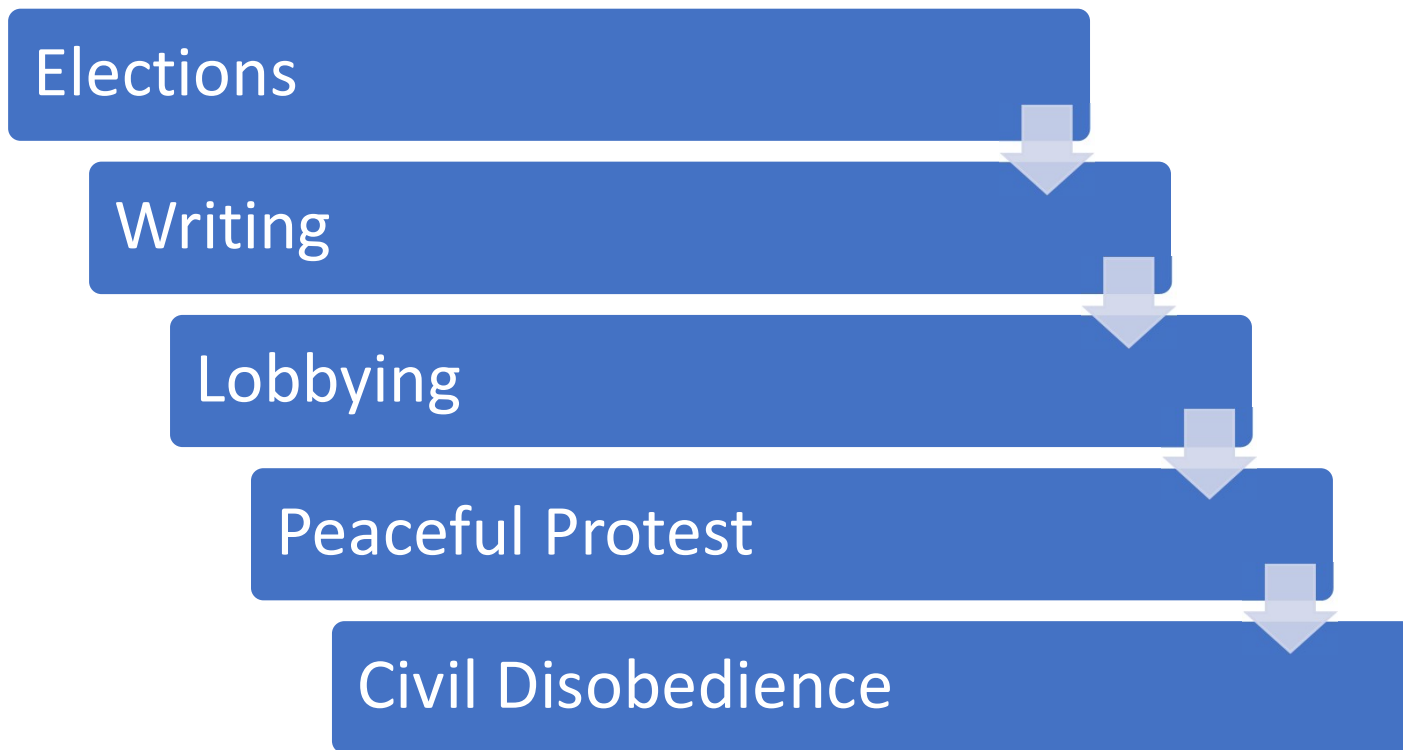 Elections
Writing
Lobbying
Peaceful Protest
Civil Disobedience